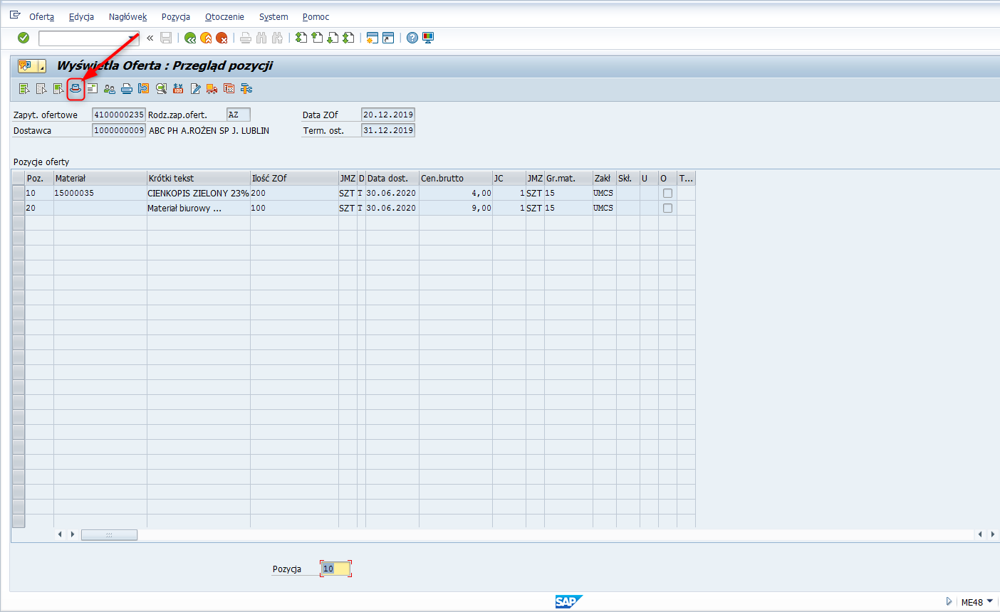 Oferta Edycja Nagłówek Pozycja Otoczenie System Pomoc
Wyświetla Oferta : Przegląd pozycji
Zapyt. ofertowe 4100000235 Rodz.zap.ofert. AZ Data ZOf 20.12.2019
Dostawca 1000000009 ABC PH A.ROŻEN SP J. LUBLIN Term. ost. 31.12.2019
Pozycje oferty
Poz. Materiał Krótki tekst Ilość ZOf JMZ D Data dost. Cen.brutto JC JMZ Gr.mat. Zakł Skł. U O T...
10 15000035 CIENKOPIS ZIELONY 23% 200 SZT T 30.06.2020 4,00 1 SZT 15 UMCS
20 Materiał biurowy ... 100 SZT T 30.06.2020 9,00 1 SZT 15 UMCS
Pozycja 10
SAP ME48